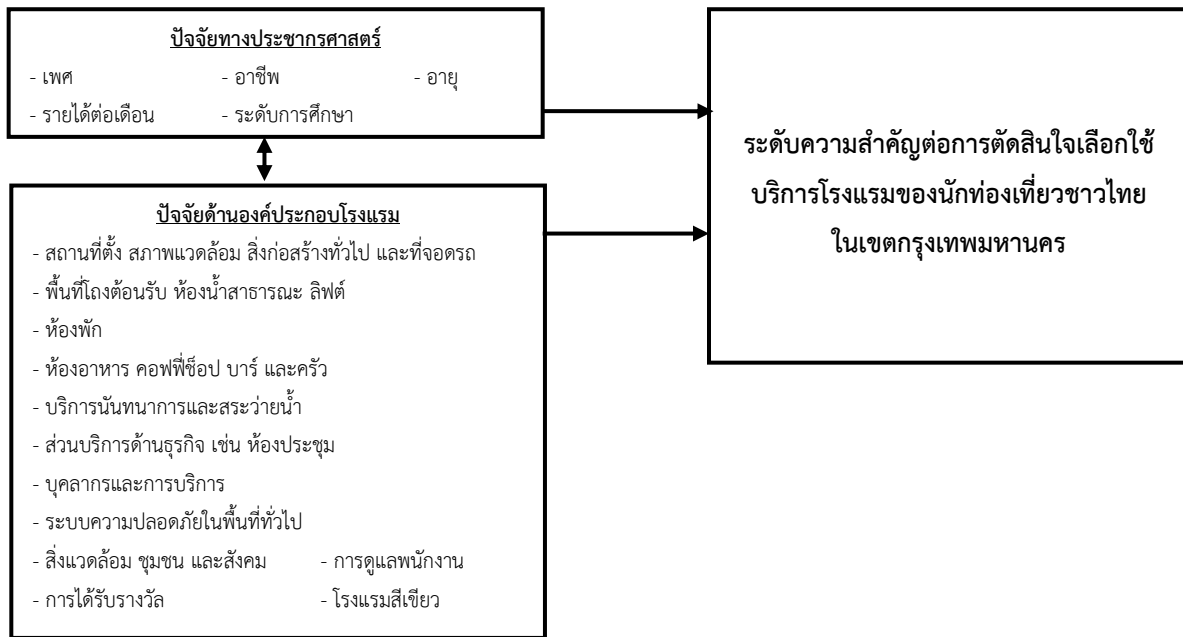 ปัจจัยทางประชากรศาสตร์
- เพศ - อาชีพ - อายุ
- รายได้ต่อเดือน - ระดับการศึกษา
ปัจจัยด้านองค์ประกอบโรงแรม
- สถานที่ตั้ง สภาพแวดล้อม สิ่งก่อสร้างทั่วไป และที่จอดรถ
- พื้นที่โถงต้อนรับ ห้องน้ำสาธารณะ ลิฟต์
- ห้องพัก
- ห้องอาหาร คอฟฟี่ช็อป บาร์ และครัว
- บริการนันทนาการและสระว่ายน้ำ
- ส่วนบริการด้านธุรกิจ เช่น ห้องประชุม
- บุคลากรและการบริการ
- ระบบความปลอดภัยในพื้นที่ทั่วไป
- สิ่งแวดล้อม ชุมชน และสังคม - การดูแลพนักงาน
- การได้รับรางวัล - โรงแรมสีเขียว
ระดับความสำคัญต่อการตัดสินใจเลือกใช้
บริการโรงแรมของนักท่องเที่ยวชาวไทย
ในเขตกรุงเทพมหานคร